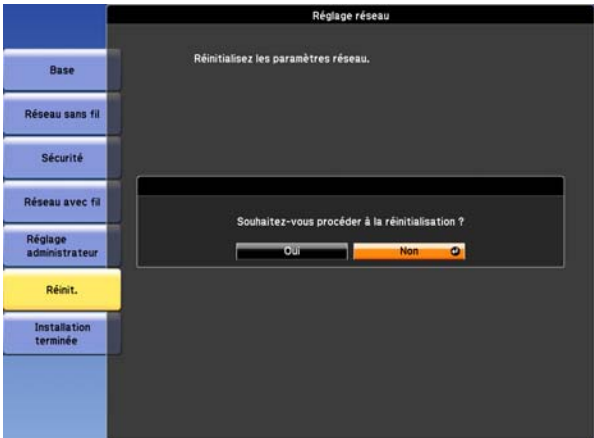 Réglage réseau
Réinitialisez les paramètres réseau.
Base
Réseau sans fil
Sécurité
Réseau avec fil
Réglage
administrateur
Réinit.
Installation
terminée
Souhaitez-vous procéder à la réinitialisation ?
Oui
Non